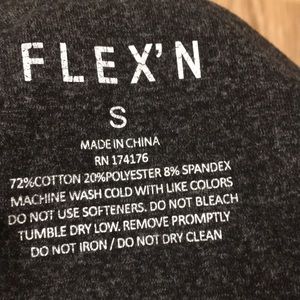 FLEX'N
S
MADE IN CHINA
RN 174176
72%COTTON 20%POLYESTER 8% SPANDEX
MACHINE WASH COLD WITH LIKE COLORS
DO NOT USE SOFTENERS. DO NOT BLEACH
TUMBLE DRY LOW. REMOVE PROMPTLY
DO NOT IRON / DO NOT DRY CLEAN